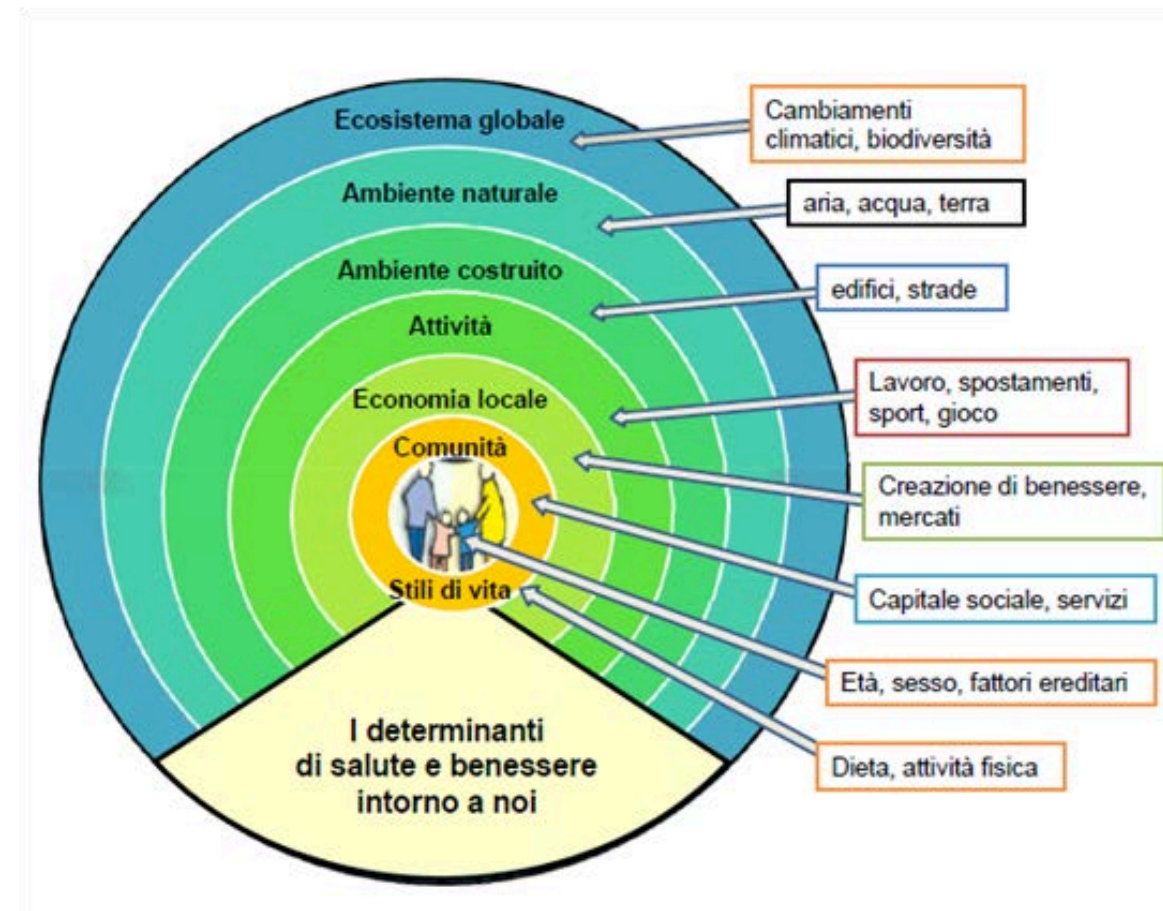 Ecosistema globale
Ambiente naturale
Ambiente costruito
Attività
Economia locale
Comunità
Stili di vita
I determinanti
di salute e benessere
intorno a noi
Cambiamenti
climatici, biodiversità
aria, acqua, terra
edifici, strade
Lavoro, spostamenti,
sport, gioco
Creazione di benessere,
mercati
Capitale sociale, servizi
Età, sesso, fattori ereditari
Dieta, attività fisica